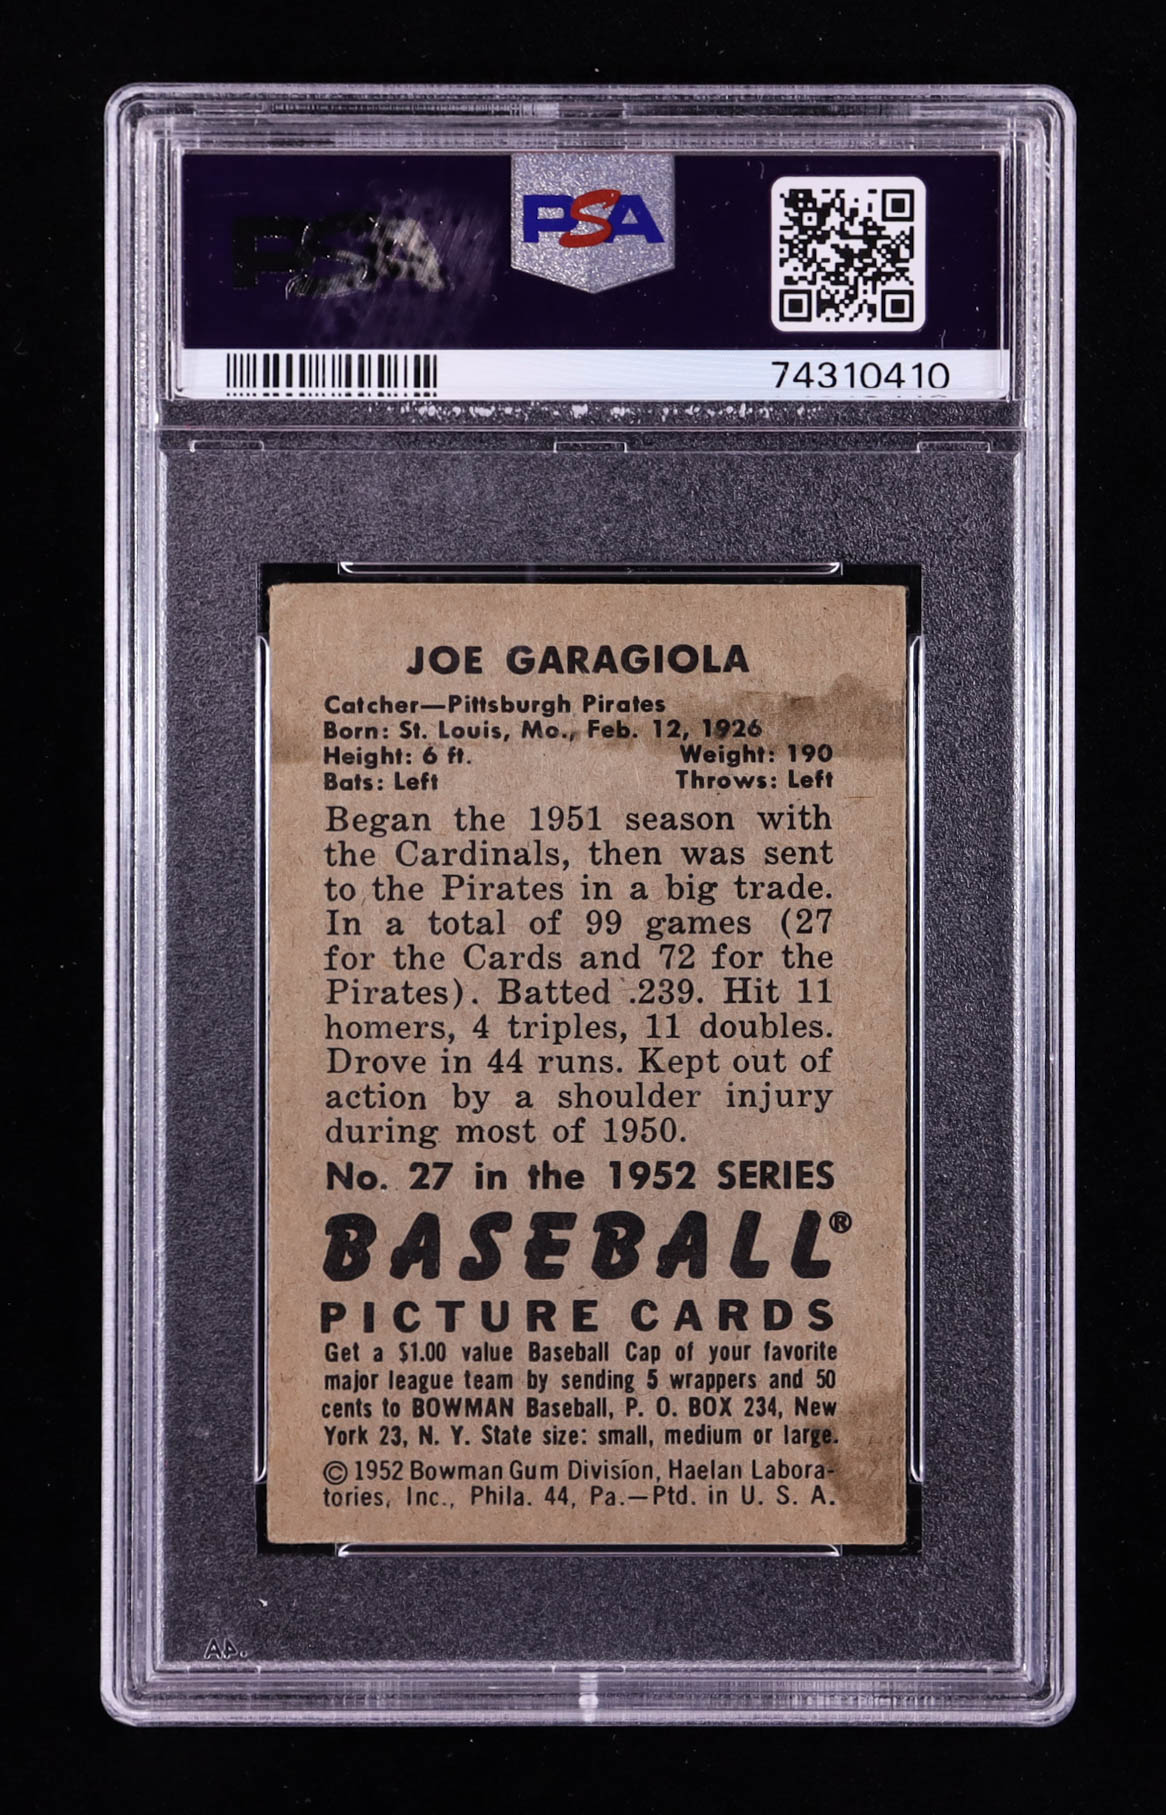 PSA
PSA
74310410
JOE GARAGIOLA
Catcher—Pittsburgh Pirates
Born: St. Louis, Mo., Feb. 12, 1926
Height: 6 ft. Weight: 190
Bats: Left Throws: Left
Began the 1951 season with
the Cardinals, then was sent
to the Pirates in a big trade.
In a total of 99 games (27
for the Cards and 72 for the
Pirates). Batted .239. Hit 11
homers, 4 triples, 11 doubles.
Drove in 44 runs. Kept out of
action by a shoulder injury
during most of 1950.
No. 27 in the 1952 SERIES
BASEBALL®
PICTURE CARDS
Get a $1.00 value Baseball Cap of your favorite
major league team by sending 5 wrappers and 50
cents to BOWMAN Baseball, P. O. BOX 234, New
York 23, N. Y. State size: small, medium or large.
© 1952 Bowman Gum Division, Haelan Labora-
tories, Inc., Phila. 44, Pa.—Ptd. in U. S. A.